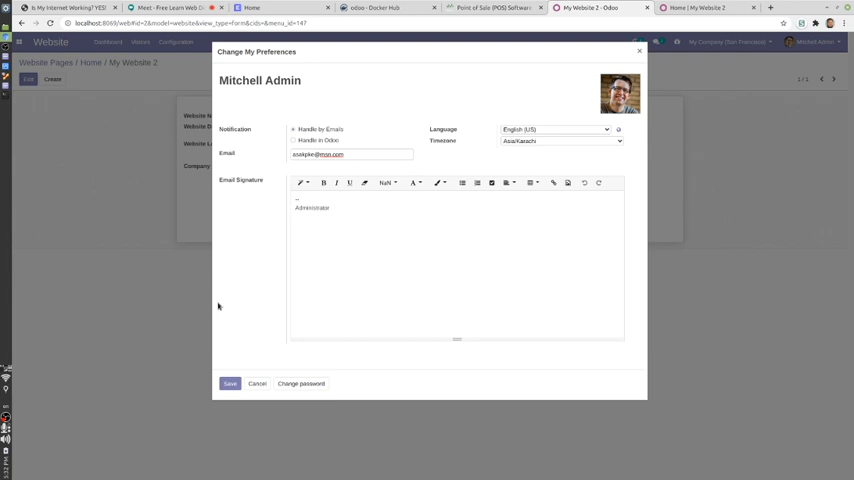 Is My Internet Working? YES!
Meet - Free Learn Web D
Home
odoo - Docker Hub
Point of Sale (POS) Software
My Website 2 - Odoo
Home | My Website 2
localhost:8069/web#id=2&model=website&view_type=form&cids=&menu_id=147
Website
Dashboard
Visitors
Configuration
My Company (San Francisco)
Mitchell Admin
Website Pages / Home / My Website 2
Edit
Create
1 / 1
Website N
Website D
Website L
Company
Change My Preferences
×
Mitchell Admin
Notification
Handle by Emails
Handle in Odoo
Language
English (US)
Timezone
Asia/Karachi
Email
asakpke@msn.com
Email Signature
B I U NaN A
--
Administrator
Save
Cancel
Change password
en
5:32 PM